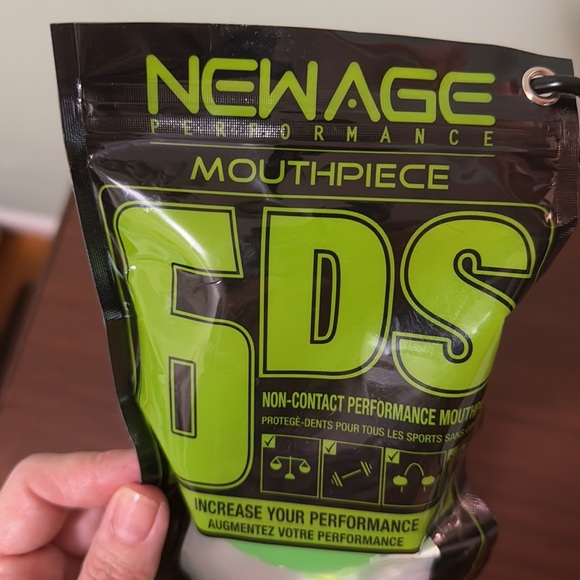 NEWAGE
PERFORMANCE
MOUTHPIECE
6DS
NON-CONTACT PERFORMANCE
PROTEGÉ-DENTS POUR TOUS LES SPORTS
INCREASE YOUR PERFORMANCE
AUGMENTEZ VOTRE PERFORMANCE